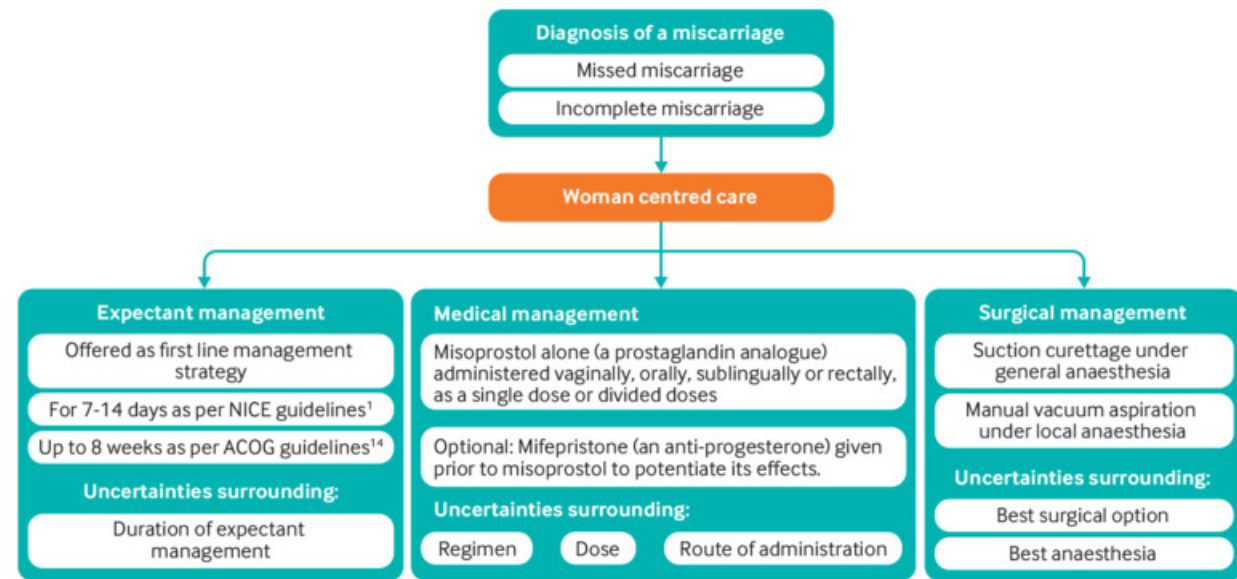 Diagnosis of a miscarriage
Missed miscarriage
Incomplete miscarriage
Woman centred care
Expectant management
Offered as first line management
strategy
For 7-14 days as per NICE guidelines¹
Up to 8 weeks as per ACOG guidelines¹⁴
Uncertainties surrounding:
Duration of expectant
management
Medical management
Misoprostol alone (a prostaglandin analogue)
administered vaginally, orally, sublingually or rectally,
as a single dose or divided doses
Optional: Mifepristone (an anti-progesterone) given
prior to misoprostol to potentiate its effects.
Uncertainties surrounding:
Regimen Dose Route of administration
Surgical management
Suction curettage under
general anaesthesia
Manual vacuum aspiration
under local anaesthesia
Uncertainties surrounding:
Best surgical option
Best anaesthesia